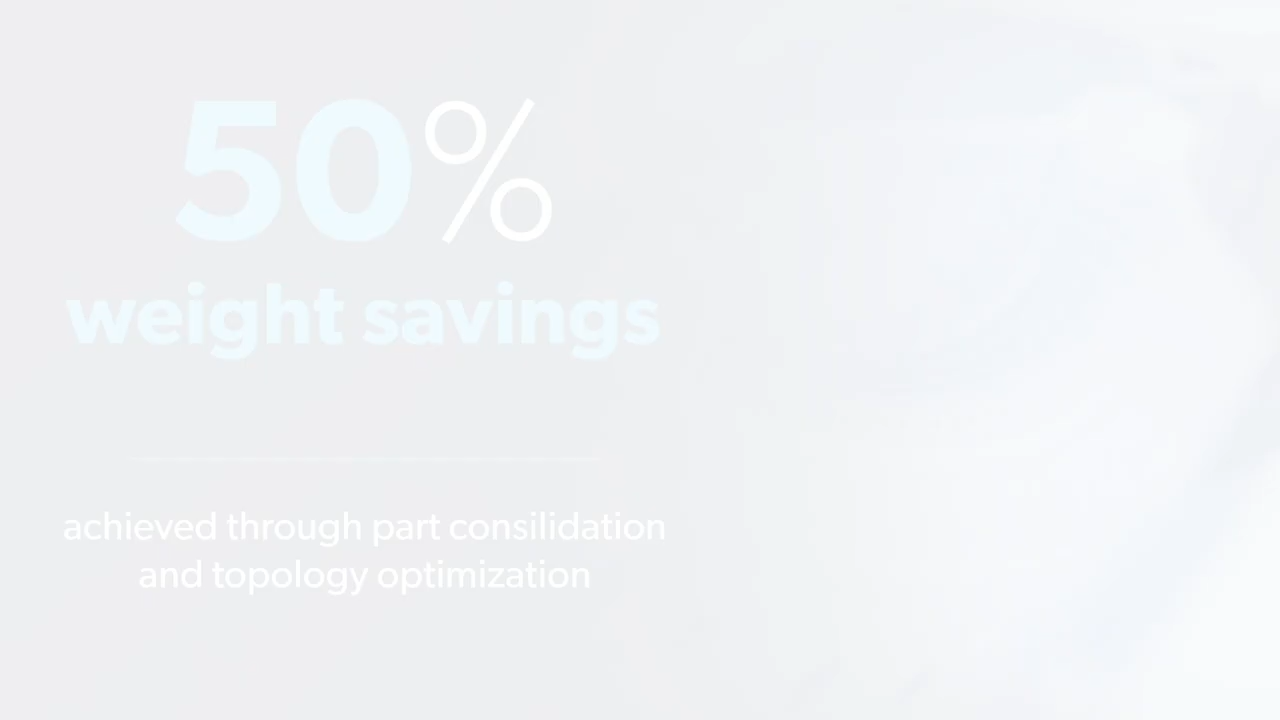 50%
weight savings
achieved through part consilidation
and topology optimization